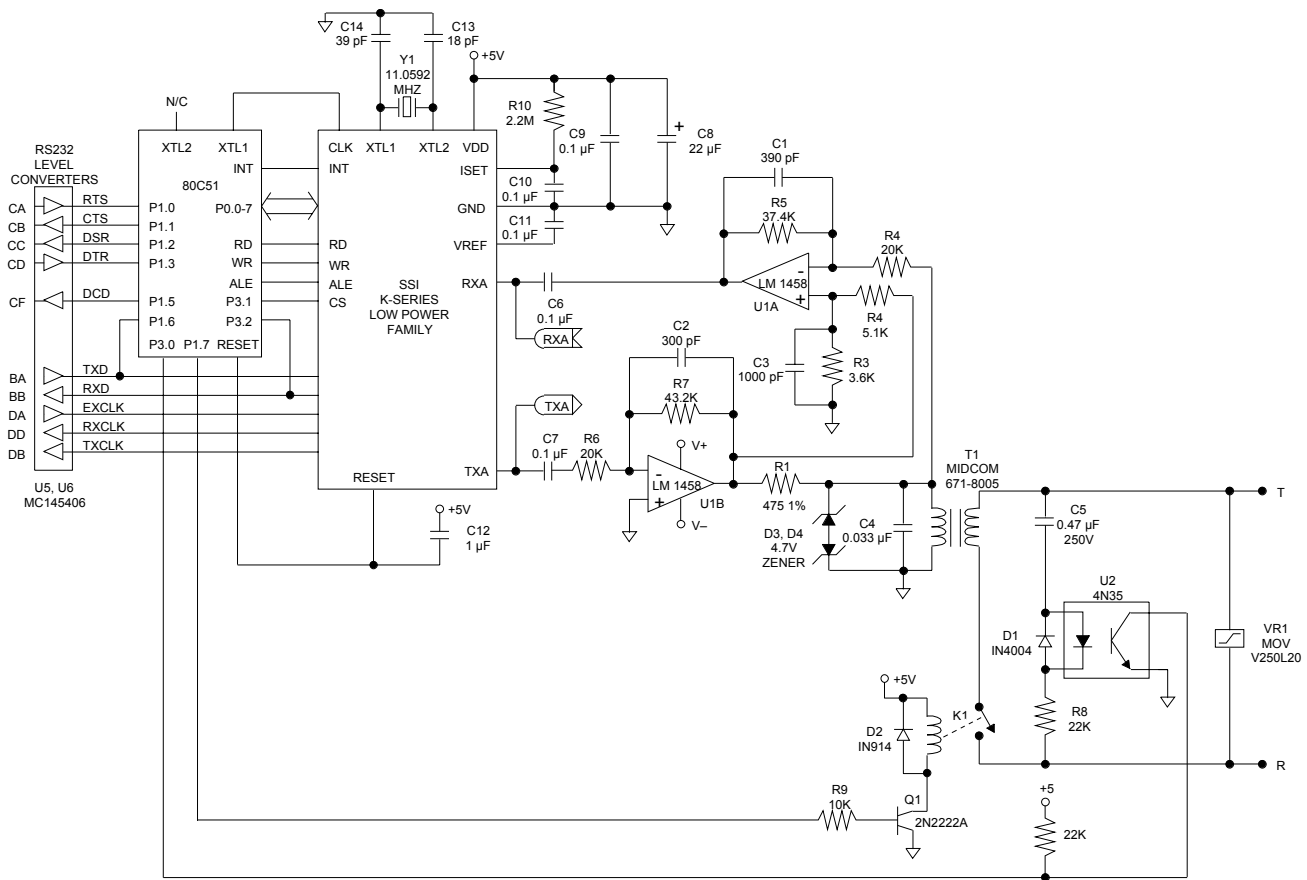 C14
39 pF
C13
18 pF
Y1
11.0592
MHZ
+5V
N/C
R10
2.2M
C9
0.1 µF
+
C8
22 µF
C1
390 pF
RS232
LEVEL
CONVERTERS
XTL2
XTL1
CLK
XTL1
XTL2
VDD
INT
INT
ISET
80C51
C10
0.1 µF
R5
37.4K
CA
RTS
P1.0
P0.0-7
GND
CB
CTS
P1.1
C11
0.1 µF
R4
20K
CC
DSR
P1.2
RD
RD
VREF
CD
DTR
P1.3
WR
WR
ALE
ALE
SSI
K-SERIES
LOW POWER
FAMILY
RXA
-
LM 1458
+
U1A
CF
DCD
P1.5
P3.1
CS
C6
0.1 µF
R4
5.1K
P1.6
P3.2
RXA
P3.0
P1.7
RESET
C2
300 pF
C3
1000 pF
R3
3.6K
BA
TXD
BB
RXD
R7
43.2K
DA
EXCLK
TXA
DD
RXCLK
DB
TXCLK
TXA
C7
0.1 µF
R6
20K
V+
T1
MIDCOM
671-8005
RESET
-
LM 1458
+
U1B
V–
R1
475 1%
T
U5, U6
MC145406
+5V
C12
1 µF
D3, D4
4.7V
ZENER
C4
0.033 µF
C5
0.47 µF
250V
U2
4N35
D1
IN4004
VR1
MOV
V250L20
+5V
K1
D2
IN914
R8
22K
R
R9
10K
Q1
2N2222A
+5
22K